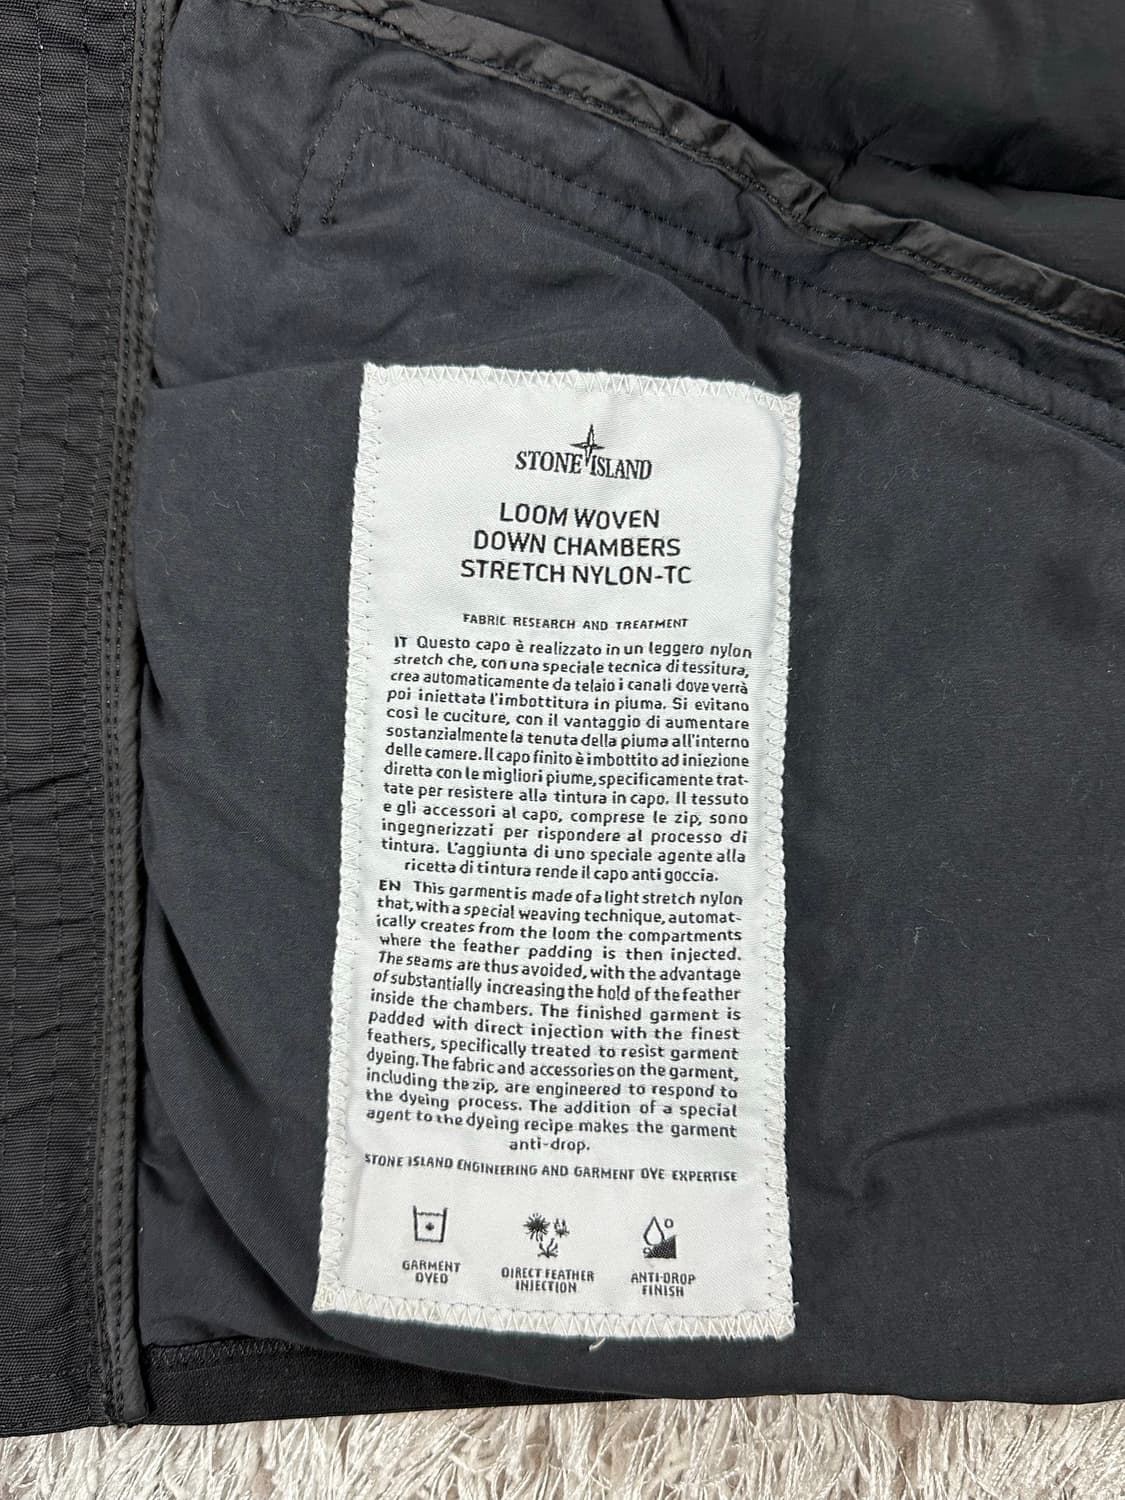 STONE ISLAND
LOOM WOVEN
DOWN CHAMBERS
STRETCH NYLON-TC
FABRIC RESEARCH AND TREATMENT
IT Questo capo è realizzato in un leggero nylon
stretch che, con una speciale tecnica di tessitura,
crea automaticamente da telaio i canali dove verrà
poi iniettata l'imbottitura in piuma. Si evitano
così le cuciture, con il vantaggio di aumentare
sostanzialmente la tenuta della piuma all'interno
delle camere. Il capo finito è imbottito ad iniezione
diretta con le migliori piume, specificamente trat-
tate per resistere alla tintura in capo. Il tessuto
e gli accessori al capo, comprese le zip, sono
ingegnerizzati per rispondere al processo di
tintura. L'aggiunta di uno speciale agente alla
ricetta di tintura rende il capo anti goccia.
EN This garment is made of a light stretch nylon
that, with a special weaving technique, automat-
ically creates from the loom the compartments
where the feather padding is then injected.
The seams are thus avoided, with the advantage
of substantially increasing the hold of the feather
inside the chambers. The finished garment is
padded with direct injection with the finest
feathers, specifically treated to resist garment
dyeing. The fabric and accessories on the garment,
including the zip, are engineered to respond to
the dyeing process. The addition of a special
agent to the dyeing recipe makes the garment
anti-drop.
STONE ISLAND ENGINEERING AND GARMENT DYE EXPERTISE
GARMENT DYED
DIRECT FEATHER INJECTION
ANTI-DROP FINISH